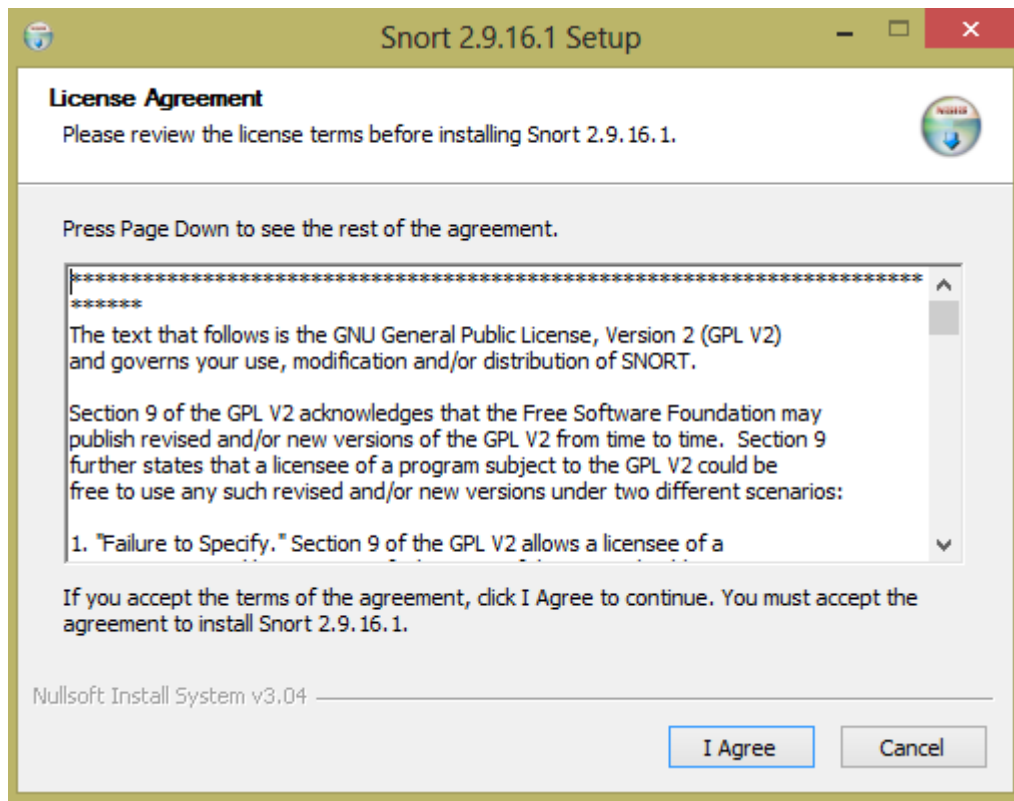 Snort 2.9.16.1 Setup
License Agreement
Please review the license terms before installing Snort 2.9.16.1.
NSIS
Press Page Down to see the rest of the agreement.
***********************************************************************
******
The text that follows is the GNU General Public License, Version 2 (GPL V2)
and governs your use, modification and/or distribution of SNORT.
Section 9 of the GPL V2 acknowledges that the Free Software Foundation may
publish revised and/or new versions of the GPL V2 from time to time.  Section 9
further states that a licensee of a program subject to the GPL V2 could be
free to use any such revised and/or new versions under two different scenarios:
1. "Failure to Specify." Section 9 of the GPL V2 allows a licensee of a
If you accept the terms of the agreement, click I Agree to continue. You must accept the
agreement to install Snort 2.9.16.1.
Nullsoft Install System v3.04
I Agree
Cancel